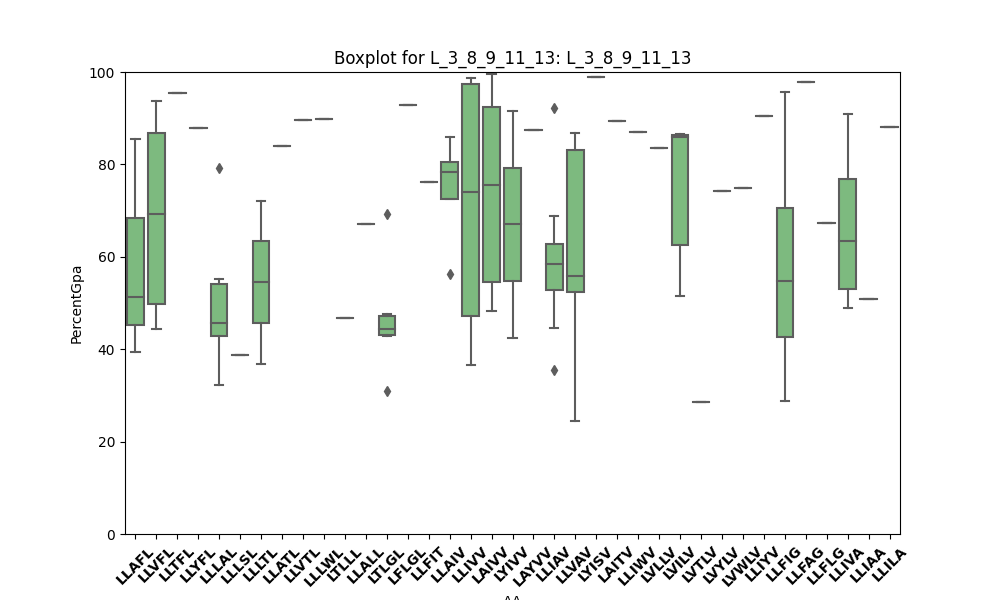 Boxplot for L_3_8_9_11_13: L_3_8_9_11_13
PercentGpa
100
80
60
40
20
0
LLAFL
LLVFL
LLTFL
LLYFL
LLLAL
LLLSL
LLLTL
LLATL
LLVTL
LLLWL
LTLLL
LLALL
LTLGL
LFLGL
LLFIT
LLAIV
LLIVV
LAIVV
LYIVV
LAYVV
LLIAV
LLVAV
LYISV
LAITV
LLIWV
LVLLV
LVILV
LVTLV
LVYLV
LVWLV
LLIYV
LLFIG
LLFAG
LLFLG
LLIVA
LLIAA
LLILA
AA